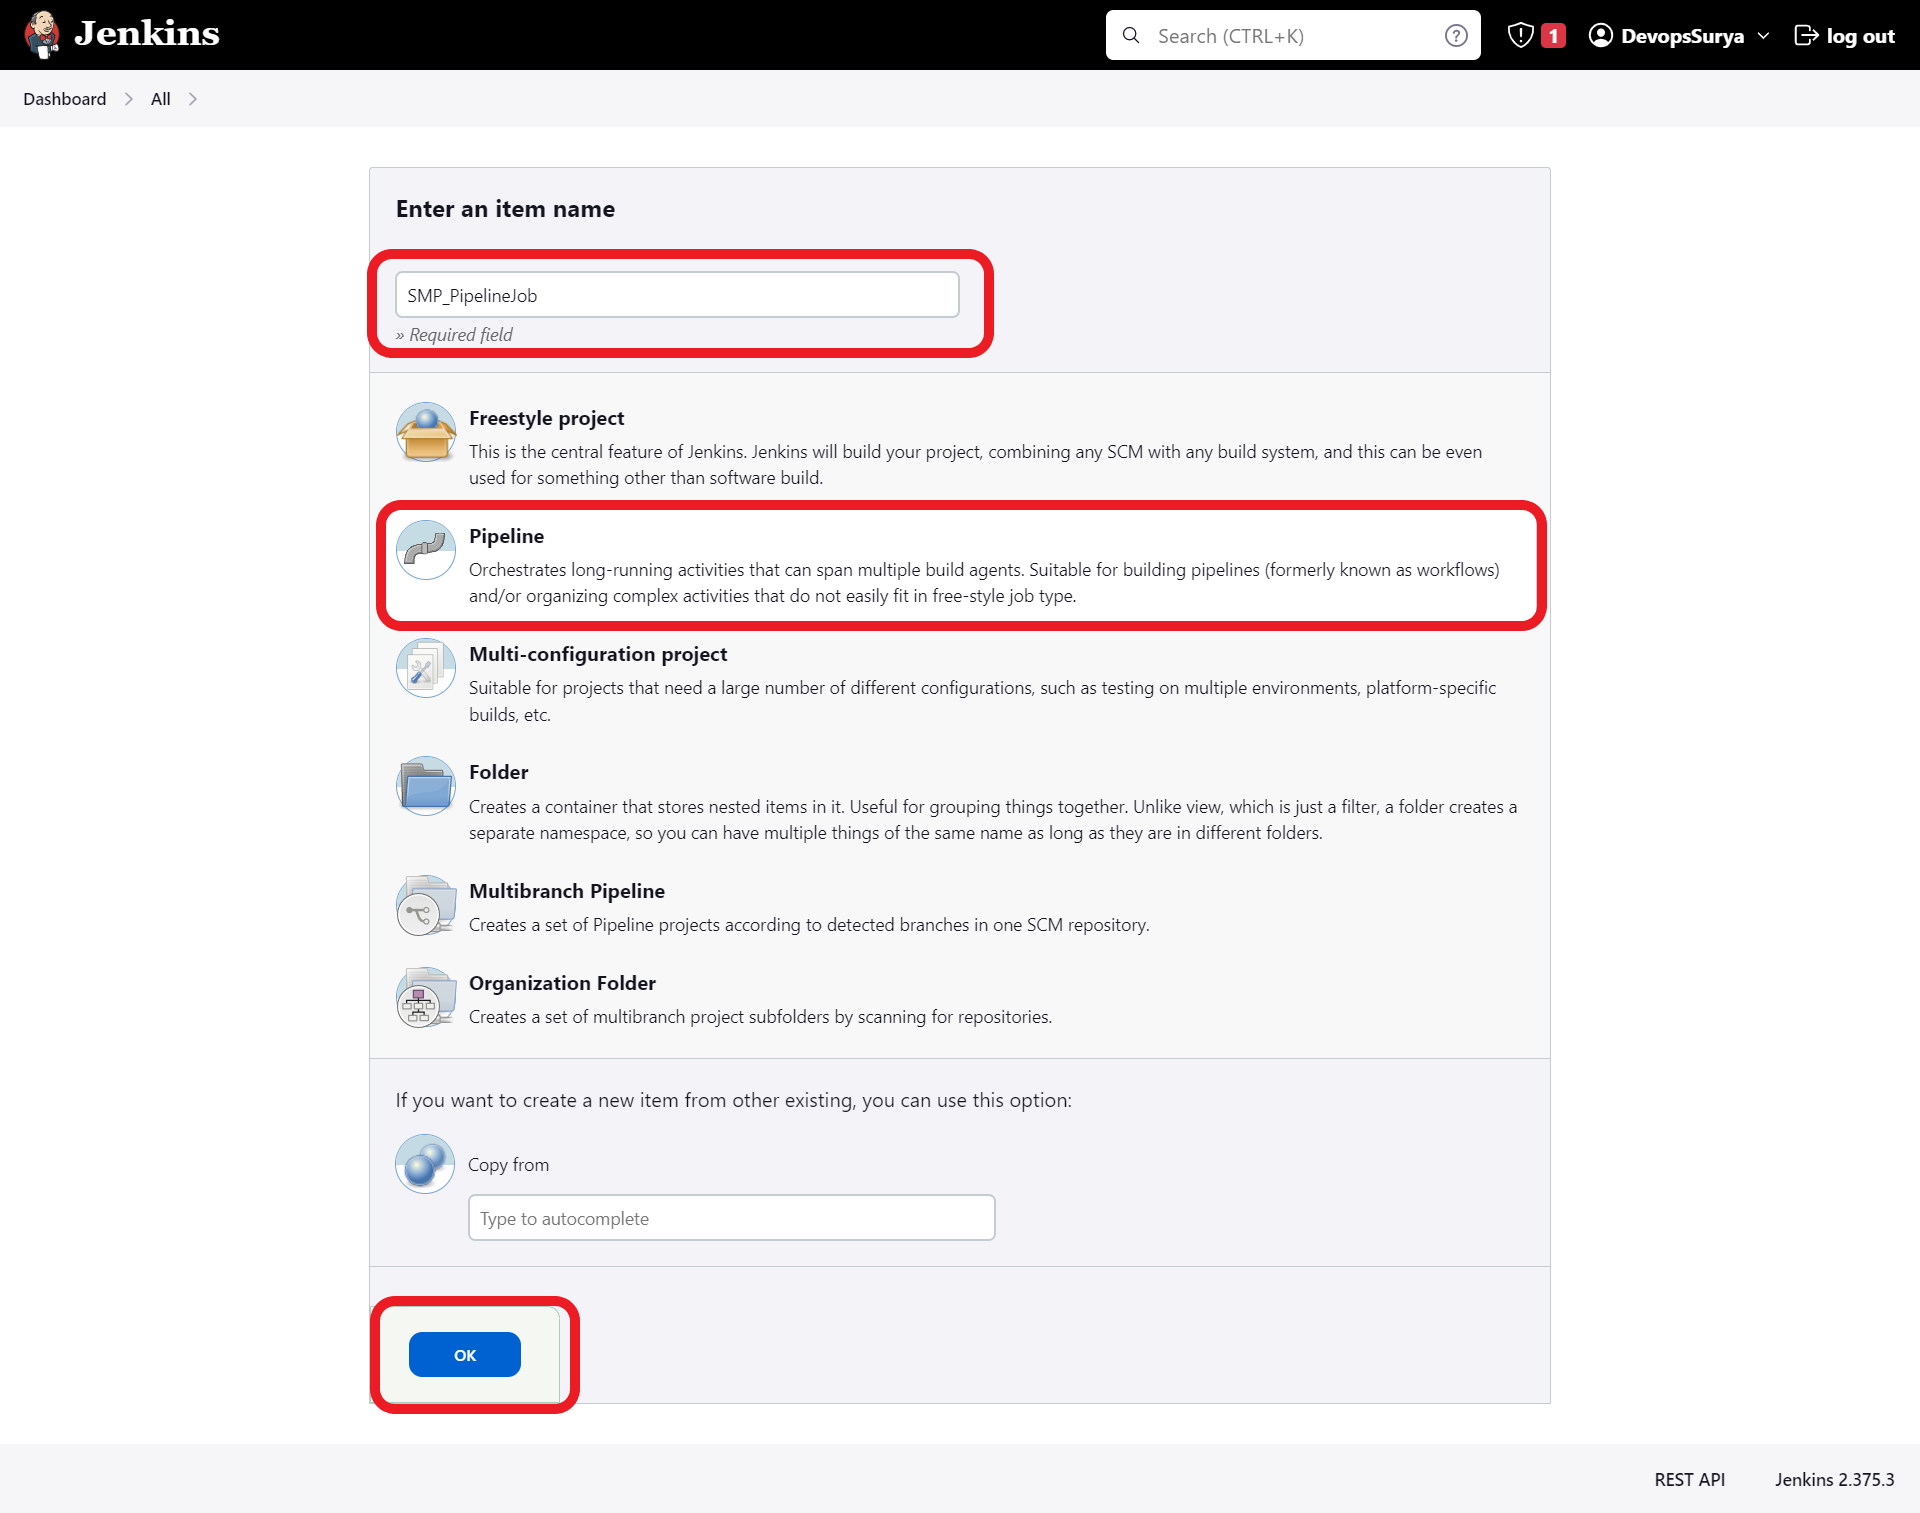 Jenkins
Search (CTRL+K)
1
DevopsSurya
log out
Dashboard
All
Enter an item name
SMP_PipelineJob
» Required field
Freestyle project
This is the central feature of Jenkins. Jenkins will build your project, combining any SCM with any build system, and this can be even
used for something other than software build.
Pipeline
Orchestrates long-running activities that can span multiple build agents. Suitable for building pipelines (formerly known as workflows)
and/or organizing complex activities that do not easily fit in free-style job type.
Multi-configuration project
Suitable for projects that need a large number of different configurations, such as testing on multiple environments, platform-specific
builds, etc.
Folder
Creates a container that stores nested items in it. Useful for grouping things together. Unlike view, which is just a filter, a folder creates a
separate namespace, so you can have multiple things of the same name as long as they are in different folders.
Multibranch Pipeline
Creates a set of Pipeline projects according to detected branches in one SCM repository.
Organization Folder
Creates a set of multibranch project subfolders by scanning for repositories.
If you want to create a new item from other existing, you can use this option:
Copy from
Type to autocomplete
OK
REST API
Jenkins 2.375.3